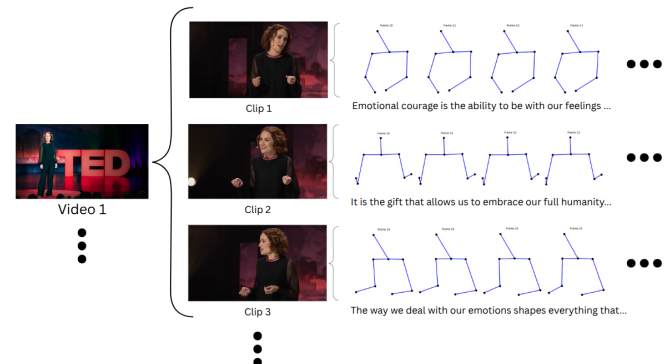 Clip 1
Emotional courage is the ability to be with our feelings ...
TED
Video 1
Clip 2
It is the gift that allows us to embrace our full humanity...
Clip 3
The way we deal with our emotions shapes everything that...